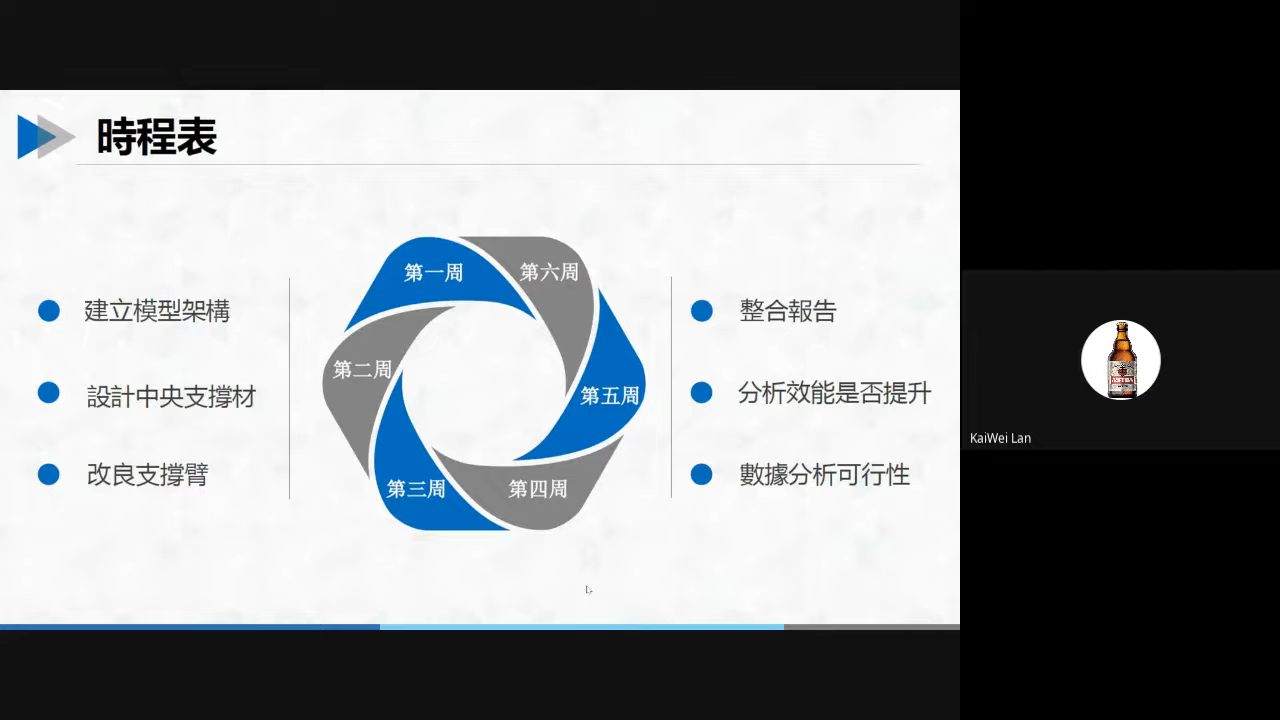 時程表
建立模型架構
設計中央支撐材
改良支撐臂
第一周
第二周
第三周
第四周
第五周
第六周
整合報告
分析效能是否提升
數據分析可行性
KaiWei Lan